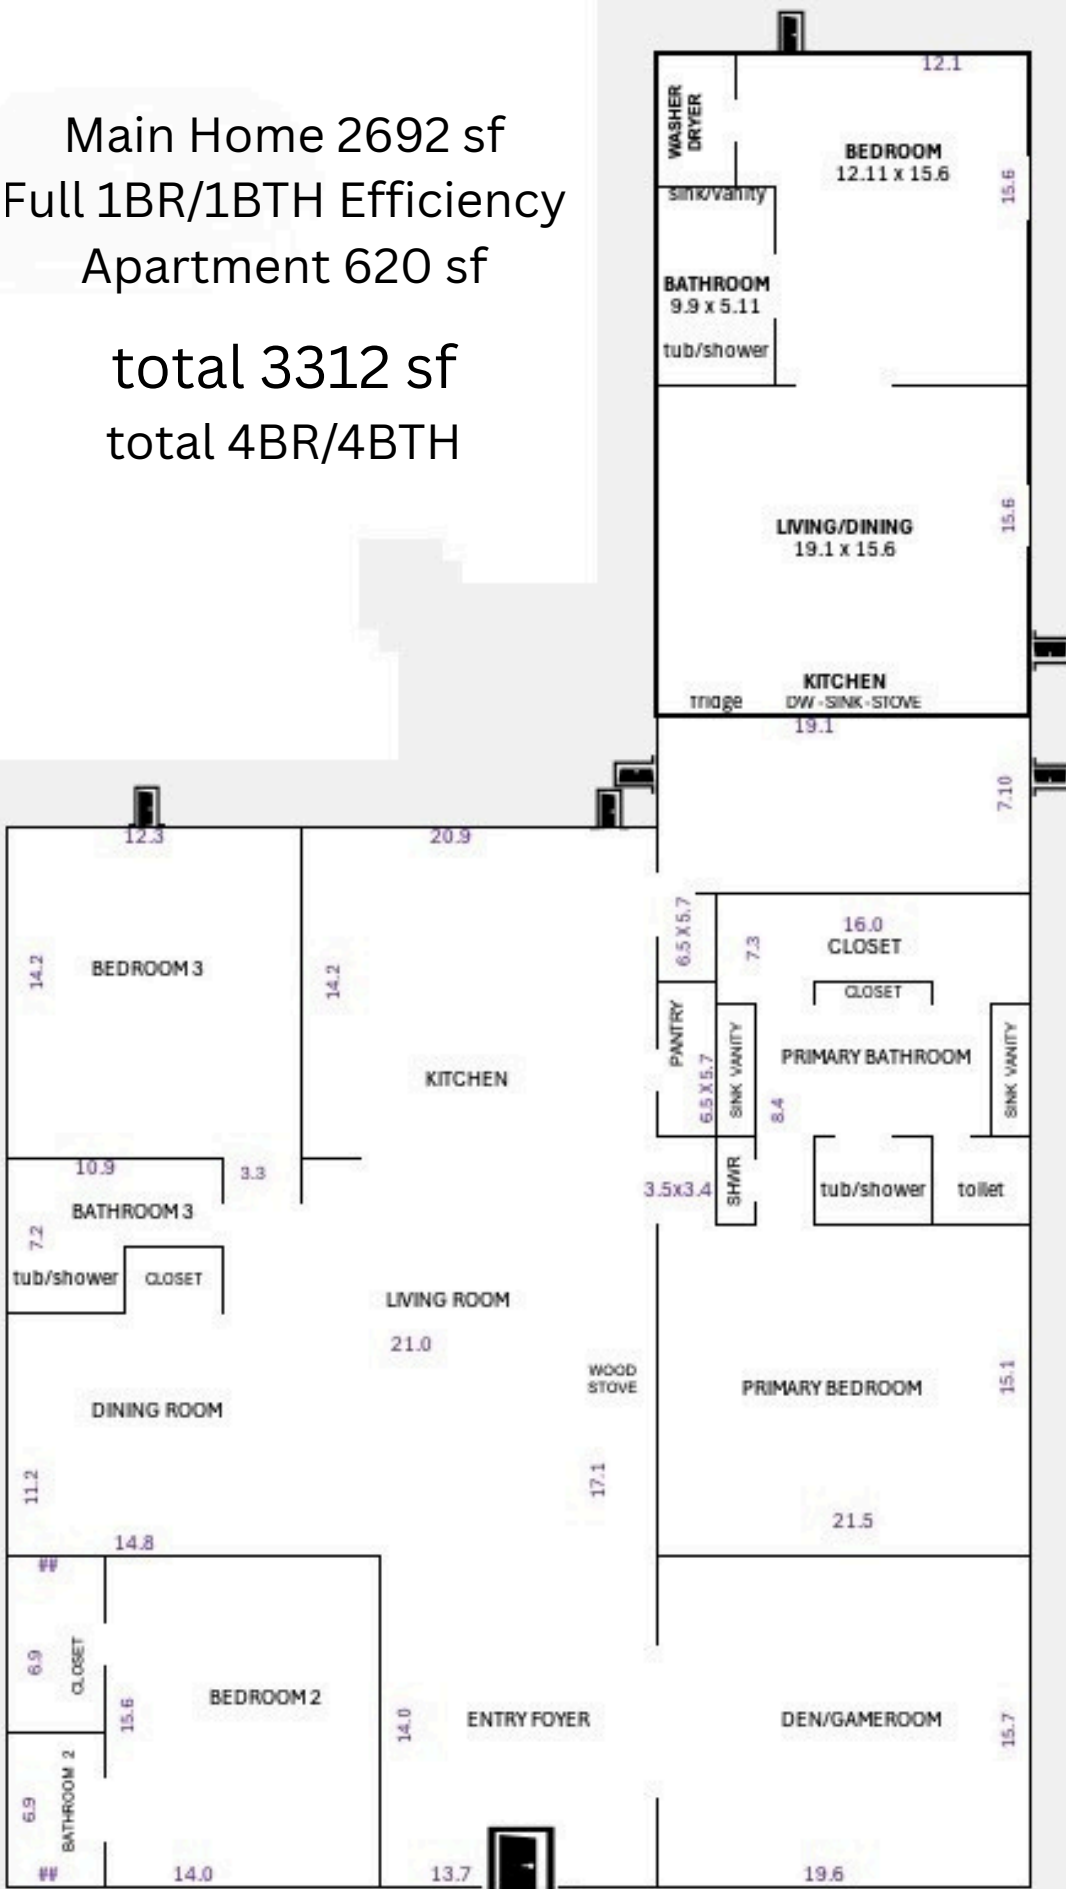 Main Home 2692 sf
Full 1BR/1BTH Efficiency
Apartment 620 sf
total 3312 sf
total 4BR/4BTH
12.1
WASHER
DRYER
BEDROOM
12.11 x 15.6
15.6
sink/vanity
BATHROOM
9.9 x 5.11
tub/shower
LIVING/DINING
19.1 x 15.6
15.6
KITCHEN
fridge DW - SINK - STOVE
19.1
7.10
12.3
20.9
14.2
BEDROOM 3
14.2
KITCHEN
6.5 X 5.7
7.3
16.0
CLOSET
CLOSET
PANTRY
6.5 X 5.7
SINK VANITY
PRIMARY BATHROOM
8.4
SINK VANITY
10.9
3.3
BATHROOM 3
7.2
tub/shower
CLOSET
3.5x3.4
SHWR
tub/shower
toilet
LIVING ROOM
21.0
WOOD
STOVE
17.1
DINING ROOM
11.2
14.8
PRIMARY BEDROOM
15.1
21.5
##
6.9
CLOSET
15.6
BEDROOM 2
14.0
ENTRY FOYER
DEN/GAMEROOM
15.7
6.9
BATHROOM 2
##
14.0
13.7
19.6